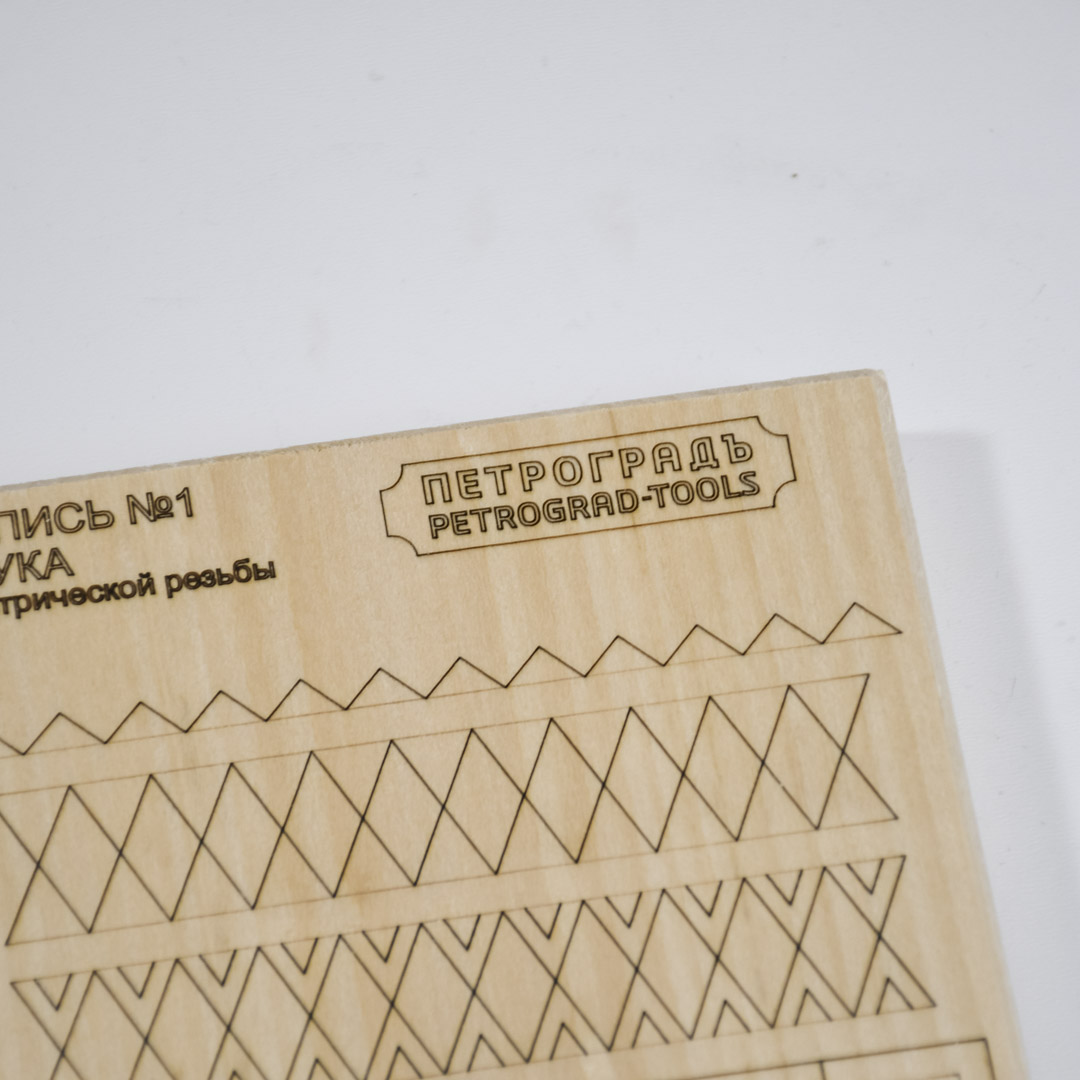 ПЕТРОГРАДЪ
PETROGRAD-TOOLS
ПИСЬ №1
УКА
трической резьбы